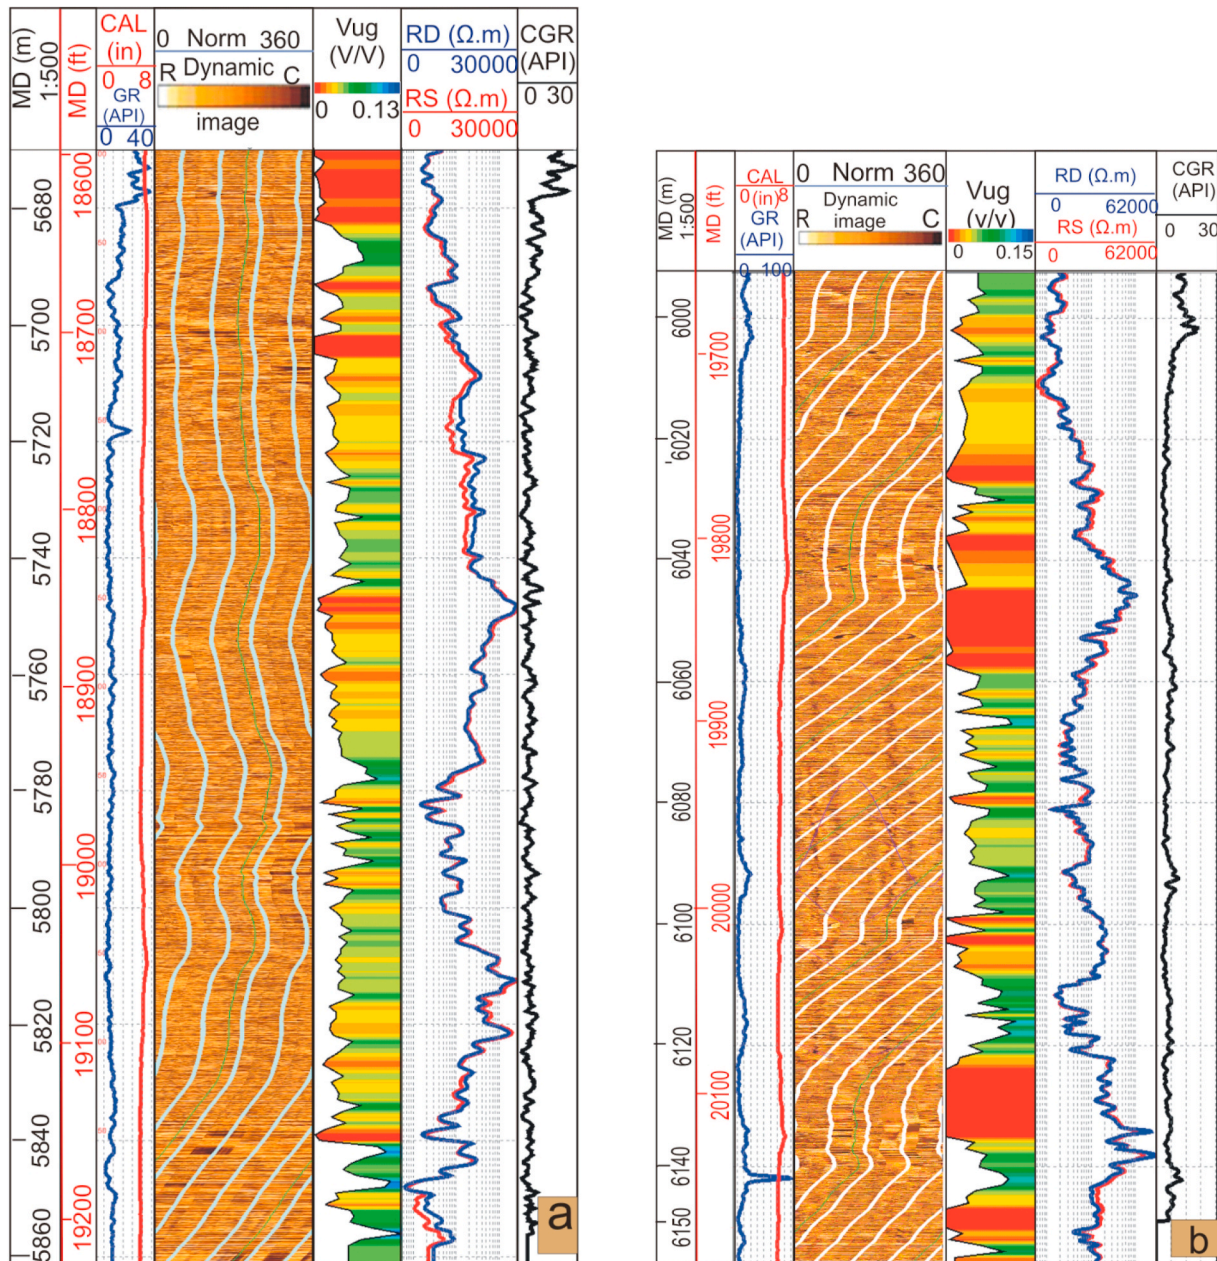 MD (m)
1:500
MD (ft)
CAL
(in)
0 8
GR
(API)
0 40
0 Norm 360
R Dynamic C
image
Vug
(V/V)
0 0.13
RD (Ω.m)
0 30000
RS (Ω.m)
0 30000
CGR
(API)
0 30
5680
5700
5720
5740
5760
5780
5800
5820
5840
5860
18600
18700
18800
18900
19000
19100
19200
a
MD (m)
1:500
MD (ft)
CAL
0(in)8
GR
(API)
0 100
0 Norm 360
Dynamic
R image C
Vug
(v/v)
0 0.15
RD (Ω.m)
0 62000
RS (Ω.m)
0 62000
CGR
(API)
0 30
6000
6020
6040
6060
6080
6100
6120
6140
6150
19700
19800
19900
20000
20100
b